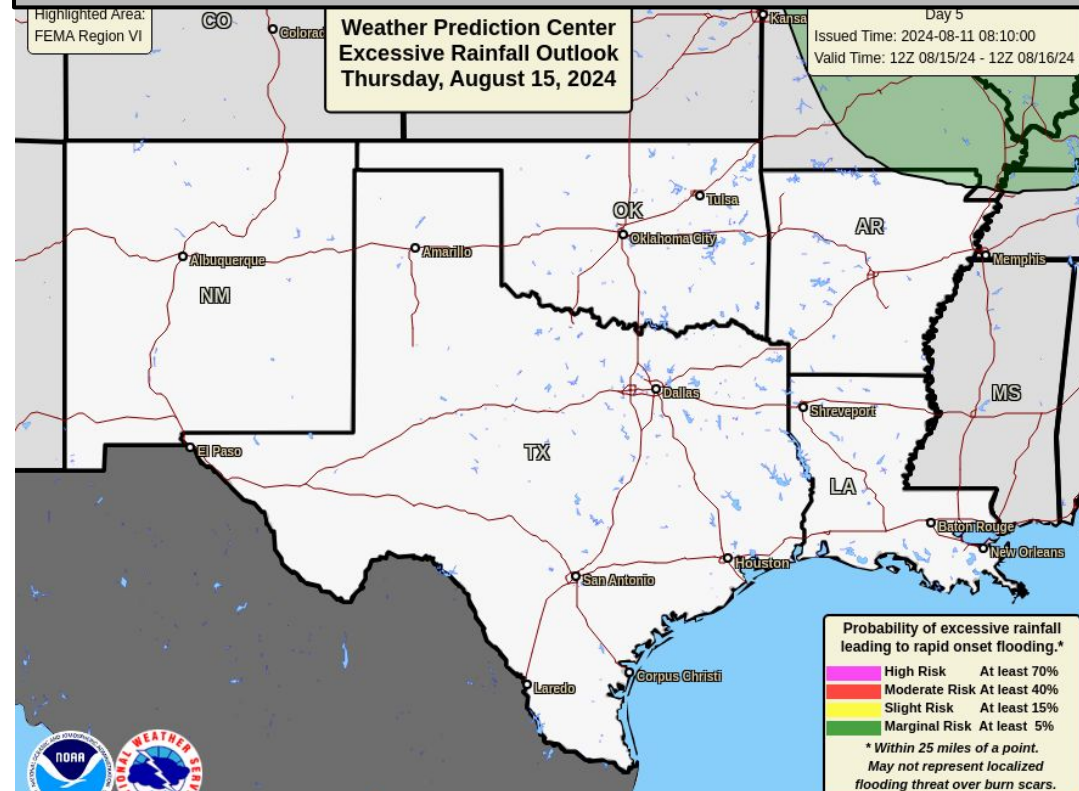 Highlighted Area:
FEMA Region VI
Weather Prediction Center
Excessive Rainfall Outlook
Thursday, August 15, 2024
Day 5
Issued Time: 2024-08-11 08:10:00
Valid Time: 12Z 08/15/24 - 12Z 08/16/24
CO
Colorad
Kansa
Tulsa
OK
Oklahoma City
AR
Amarillo
Albuquerque
Memphis
NM
Dallas
MS
Shreveport
El Paso
TX
LA
Baton Rouge
New Orleans
Houston
San Antonio
Corpus Christi
Laredo
Probability of excessive rainfall
leading to rapid onset flooding.*
High Risk At least 70%
Moderate Risk At least 40%
Slight Risk At least 15%
Marginal Risk At least 5%
* Within 25 miles of a point.
May not represent localized
flooding threat over burn scars.
NOAA
WEATHER SERV